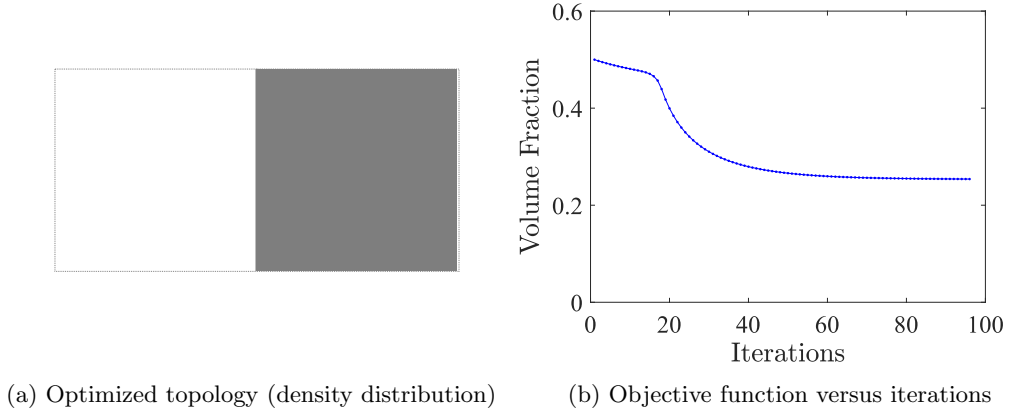 0.6
0.4
0.2
0
Volume Fraction
0 20 40 60 80 100
Iterations
(a) Optimized topology (density distribution)
(b) Objective function versus iterations